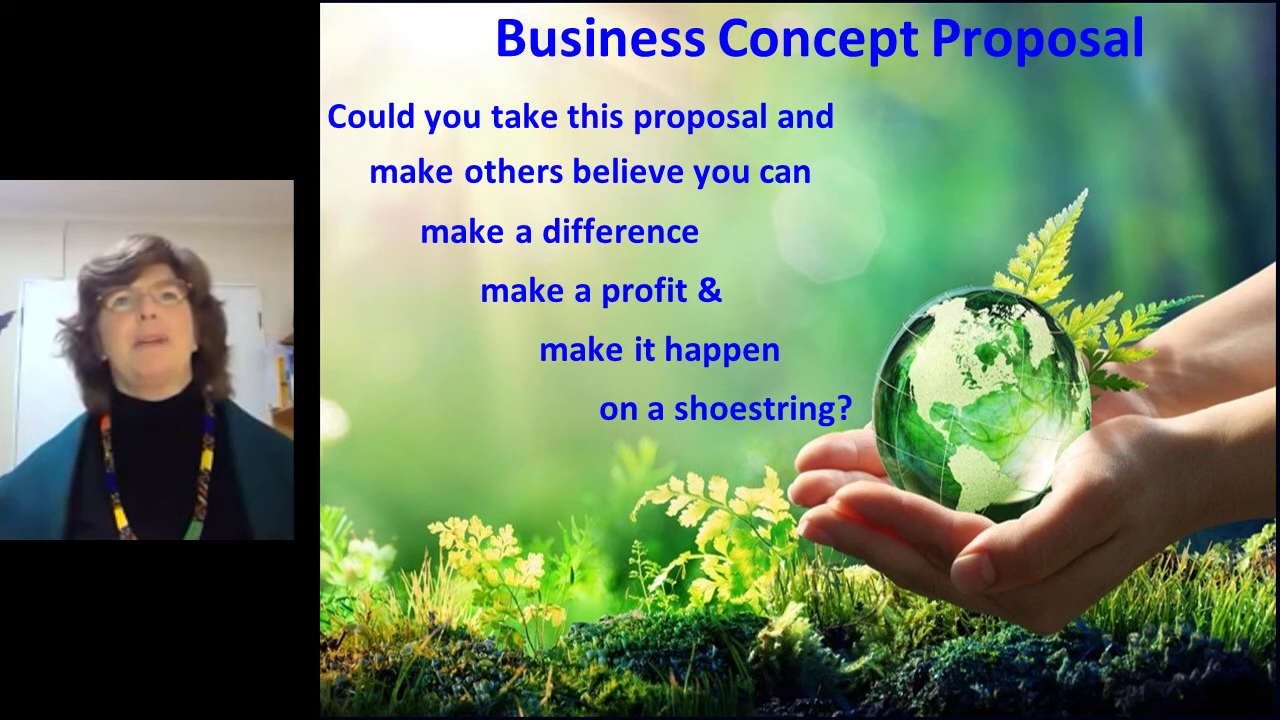 Business Concept Proposal
Could you take this proposal and
make others believe you can
make a difference
make a profit &
make it happen
on a shoestring?